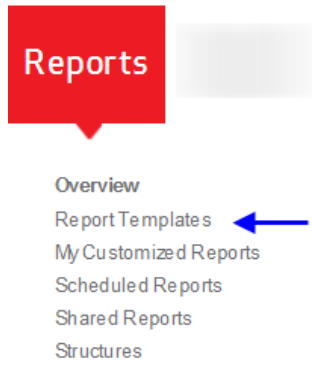 Reports
Overview
Report Templates
My Customized Reports
Scheduled Reports
Shared Reports
Structures